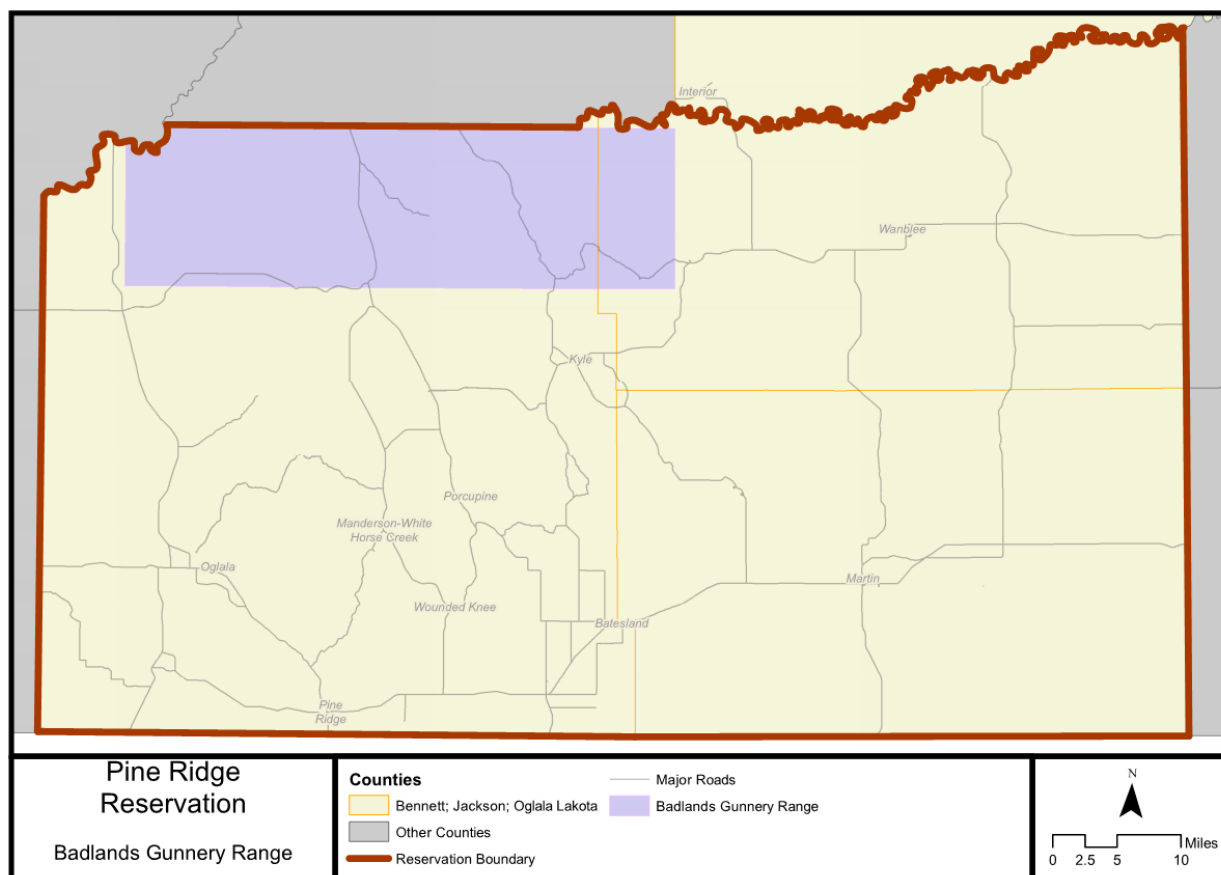 Interior
Wanblee
Kyle
Porcupine
Manderson-White
Horse Creek
Oglala
Martin
Wounded Knee
Batesland
Pine
Ridge
Pine Ridge
Reservation
Badlands Gunnery Range
Counties
Bennett; Jackson; Oglala Lakota
Other Counties
Reservation Boundary
Major Roads
Badlands Gunnery Range
N
Miles
0 2.5 5 10